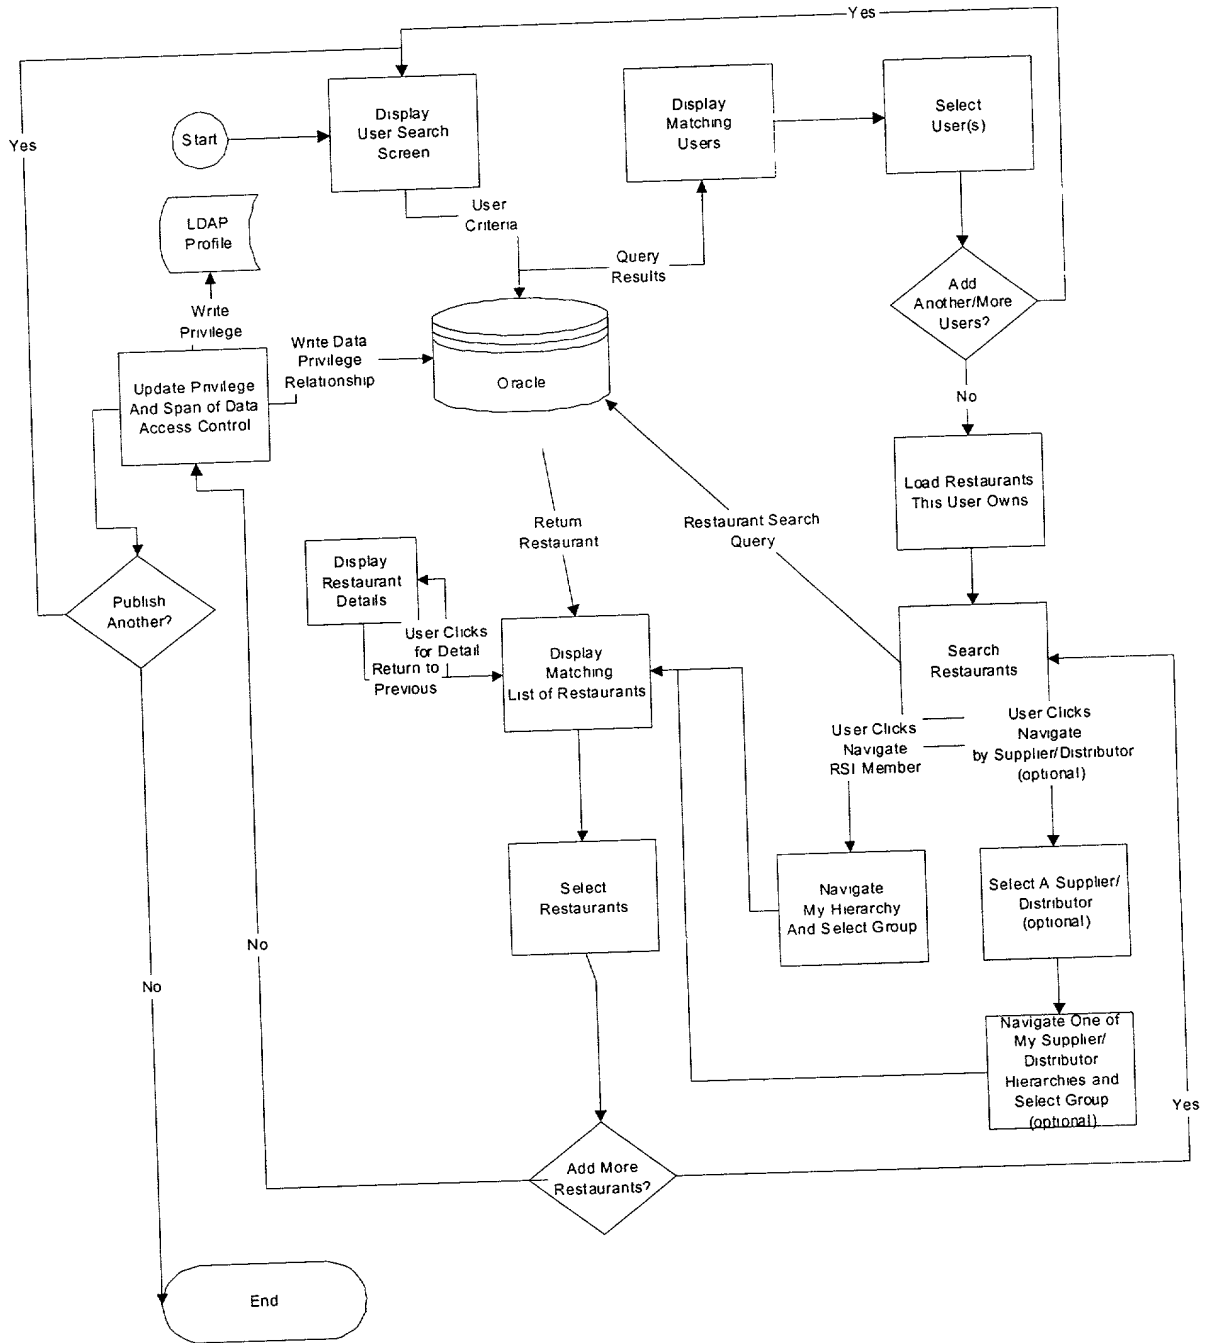 Yes
Yes
Start
Display
User Search
Screen
Display
Matching
Users
Select
User(s)
LDAP
Profile
User
Criteria
Query
Results
Add
Another/More
Users?
Write
Privilege
Write Data
Privilege
Relationship
Update Privilege
And Span of Data
Access Control
Oracle
No
Load Restaurants
This User Owns
Return
Restaurant
Restaurant Search
Query
Display
Restaurant
Details
Publish
Another?
User Clicks
for Detail
Return to
Previous
Display
Matching
List of Restaurants
Search
Restaurants
User Clicks
Navigate
RSI Member
User Clicks
Navigate
by Supplier/Distributor
(optional)
Select
Restaurants
Navigate
My Hierarchy
And Select Group
Select A Supplier/
Distributor
(optional)
No
No
Navigate One of
My Supplier/
Distributor
Hierarchies and
Select Group
(optional)
Yes
Add More
Restaurants?
End